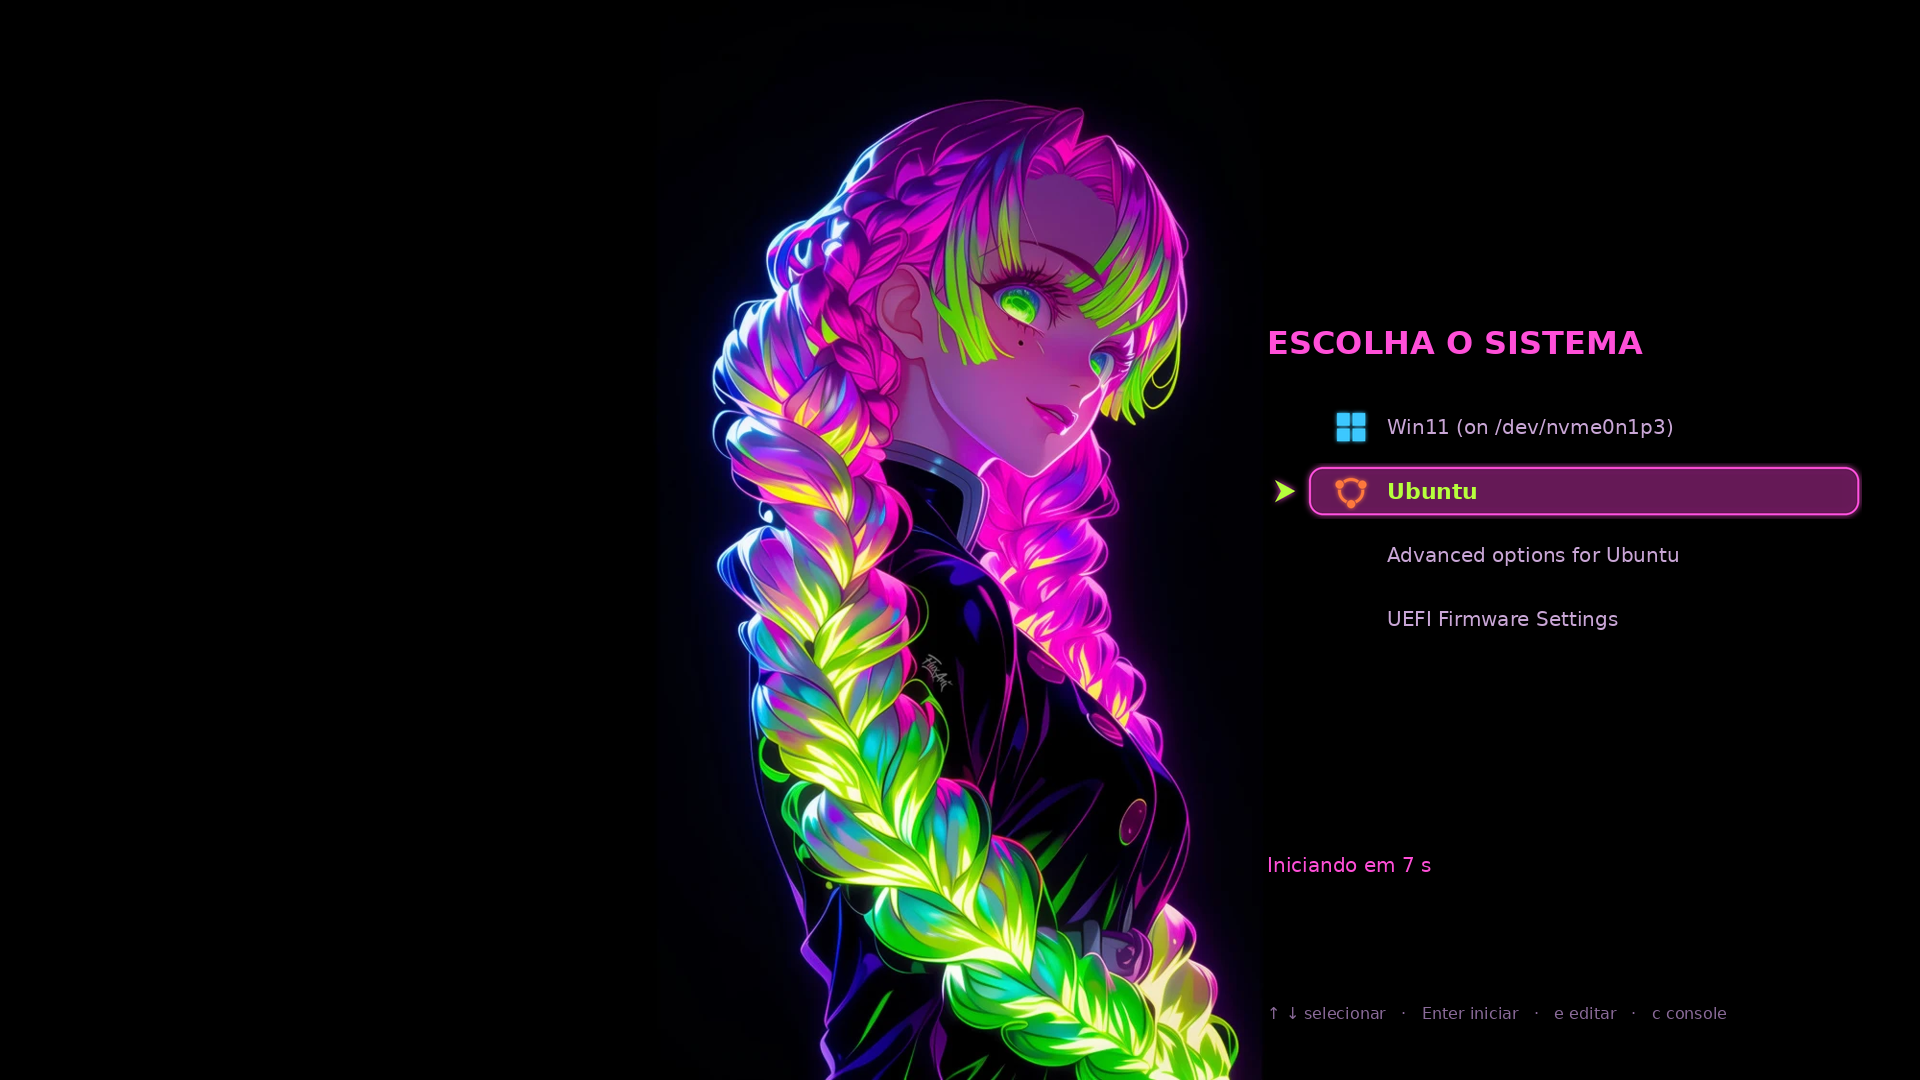 ESCOLHA O SISTEMA
Win11 (on /dev/nvme0n1p3)
Ubuntu
Advanced options for Ubuntu
UEFI Firmware Settings
Iniciando em 7 s
↑ ↓ selecionar · Enter iniciar · e editar · c console